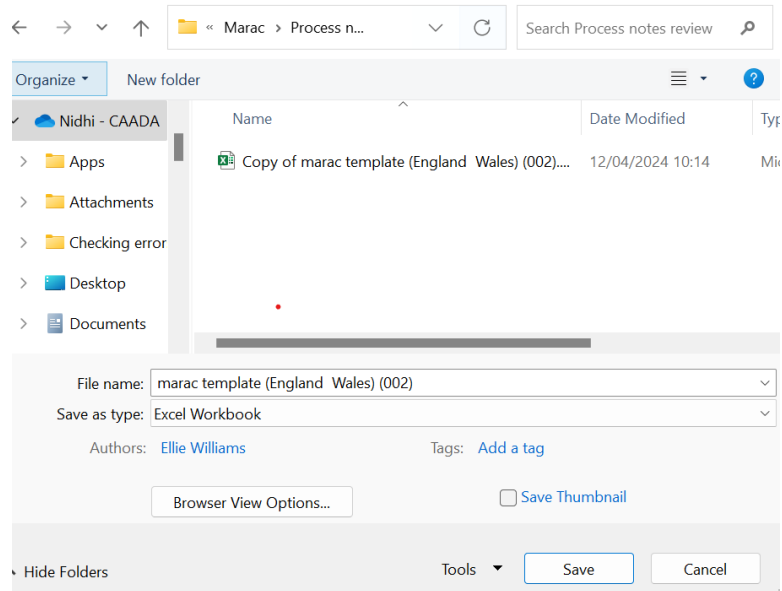 « Marac > Process n... Search Process notes review
Organize New folder ?
Name Date Modified Typ
Nidhi - CAADA
Apps Copy of marac template (England  Wales) (002).... 12/04/2024 10:14 Mi
Attachments
Checking error
Desktop
Documents
File name: marac template (England  Wales) (002)
Save as type: Excel Workbook
Authors: Ellie Williams Tags: Add a tag
Browser View Options... Save Thumbnail
Hide Folders Tools Save Cancel